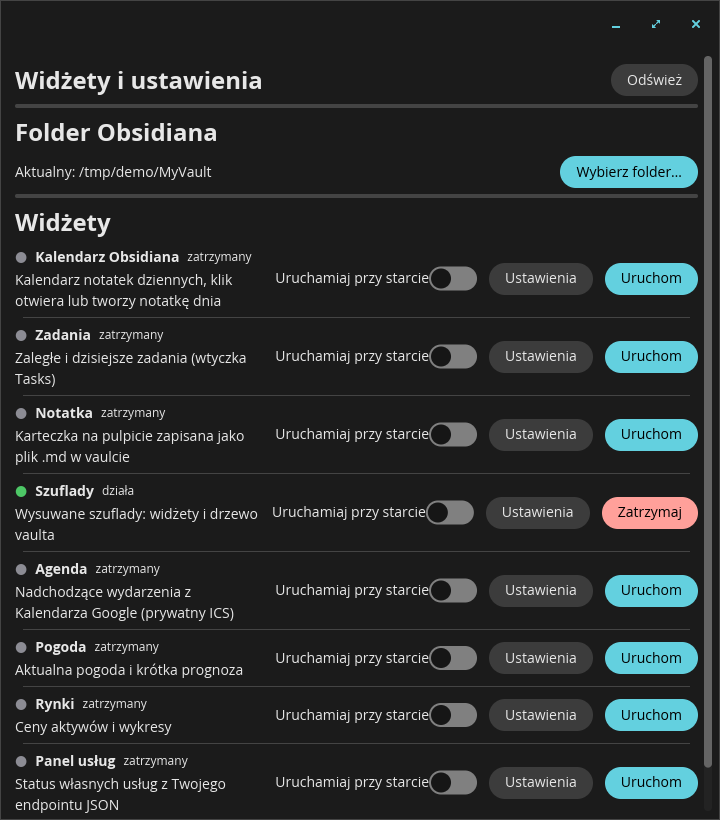 Widżety i ustawienia
Odśwież
Folder Obsidiana
Aktualny: /tmp/demo/MyVault
Wybierz folder...
Widżety
Kalendarz Obsidiana zatrzymany
Kalendarz notatek dziennych, klik
otwiera lub tworzy notatkę dnia
Uruchamiaj przy starcie
Ustawienia
Uruchom
Zadania zatrzymany
Zaległe i dzisiejsze zadania (wtyczka
Tasks)
Uruchamiaj przy starcie
Ustawienia
Uruchom
Notatka zatrzymany
Karteczka na pulpicie zapisana jako
plik .md w vaulcie
Uruchamiaj przy starcie
Ustawienia
Uruchom
Szuflady działa
Wysuwane szuflady: widżety i drzewo
vaulta
Uruchamiaj przy starcie
Ustawienia
Zatrzymaj
Agenda zatrzymany
Nadchodzące wydarzenia z
Kalendarza Google (prywatny ICS)
Uruchamiaj przy starcie
Ustawienia
Uruchom
Pogoda zatrzymany
Aktualna pogoda i krótka prognoza
Uruchamiaj przy starcie
Ustawienia
Uruchom
Rynki zatrzymany
Ceny aktywów i wykresy
Uruchamiaj przy starcie
Ustawienia
Uruchom
Panel usług zatrzymany
Status własnych usług z Twojego
endpointu JSON
Uruchamiaj przy starcie
Ustawienia
Uruchom